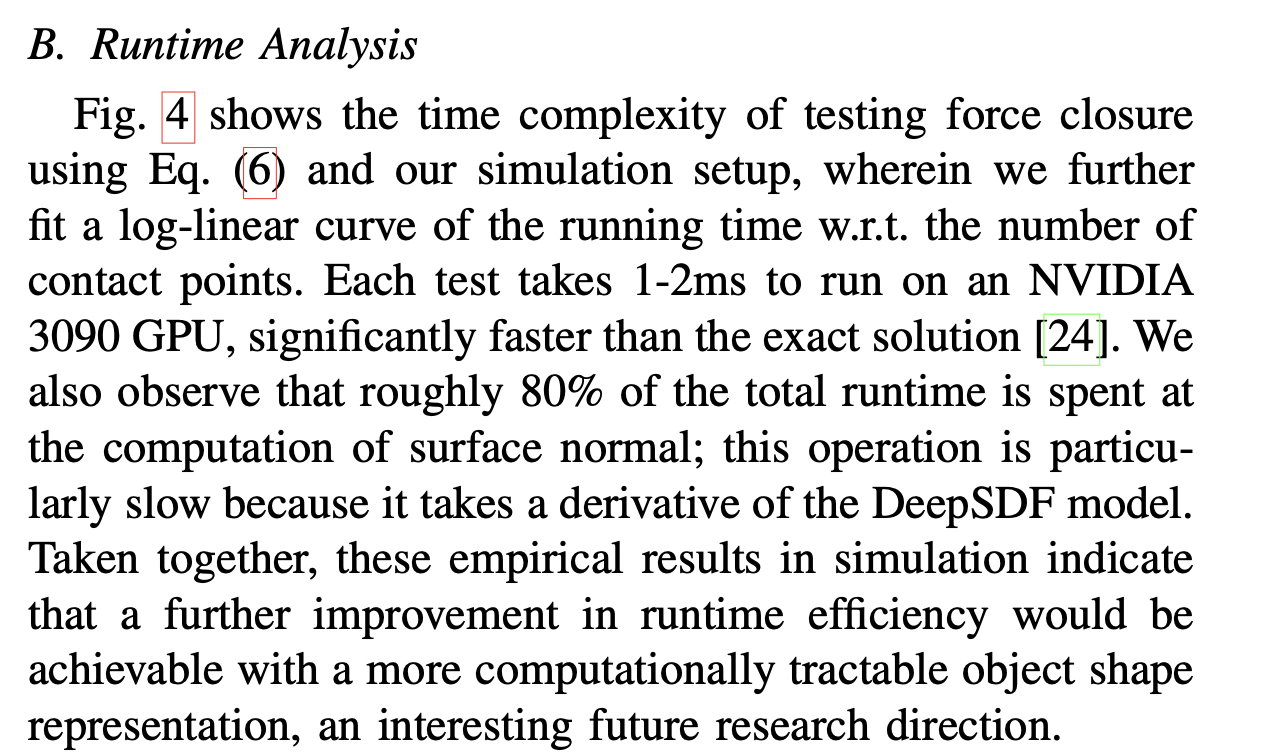 B. Runtime Analysis
Fig. 4 shows the time complexity of testing force closure
using Eq. (6) and our simulation setup, wherein we further
fit a log-linear curve of the running time w.r.t. the number of
contact points. Each test takes 1-2ms to run on an NVIDIA
3090 GPU, significantly faster than the exact solution [24]. We
also observe that roughly 80% of the total runtime is spent at
the computation of surface normal; this operation is particu-
larly slow because it takes a derivative of the DeepSDF model.
Taken together, these empirical results in simulation indicate
that a further improvement in runtime efficiency would be
achievable with a more computationally tractable object shape
representation, an interesting future research direction.